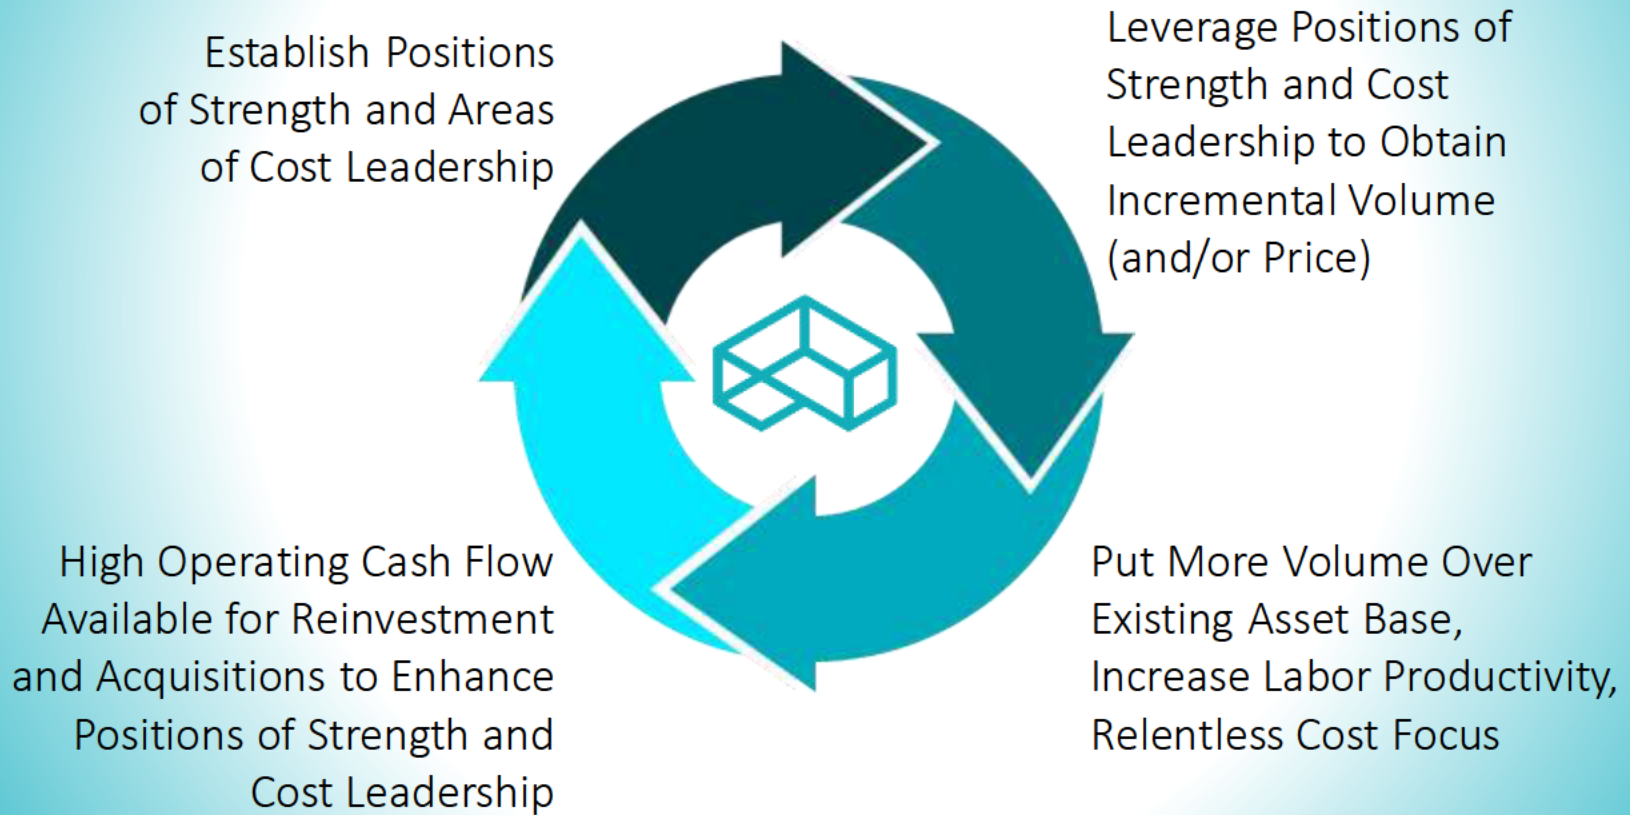 Establish Positions
of Strength and Areas
of Cost Leadership
Leverage Positions of
Strength and Cost
Leadership to Obtain
Incremental Volume
(and/or Price)
Put More Volume Over
Existing Asset Base,
Increase Labor Productivity,
Relentless Cost Focus
High Operating Cash Flow
Available for Reinvestment
and Acquisitions to Enhance
Positions of Strength and
Cost Leadership